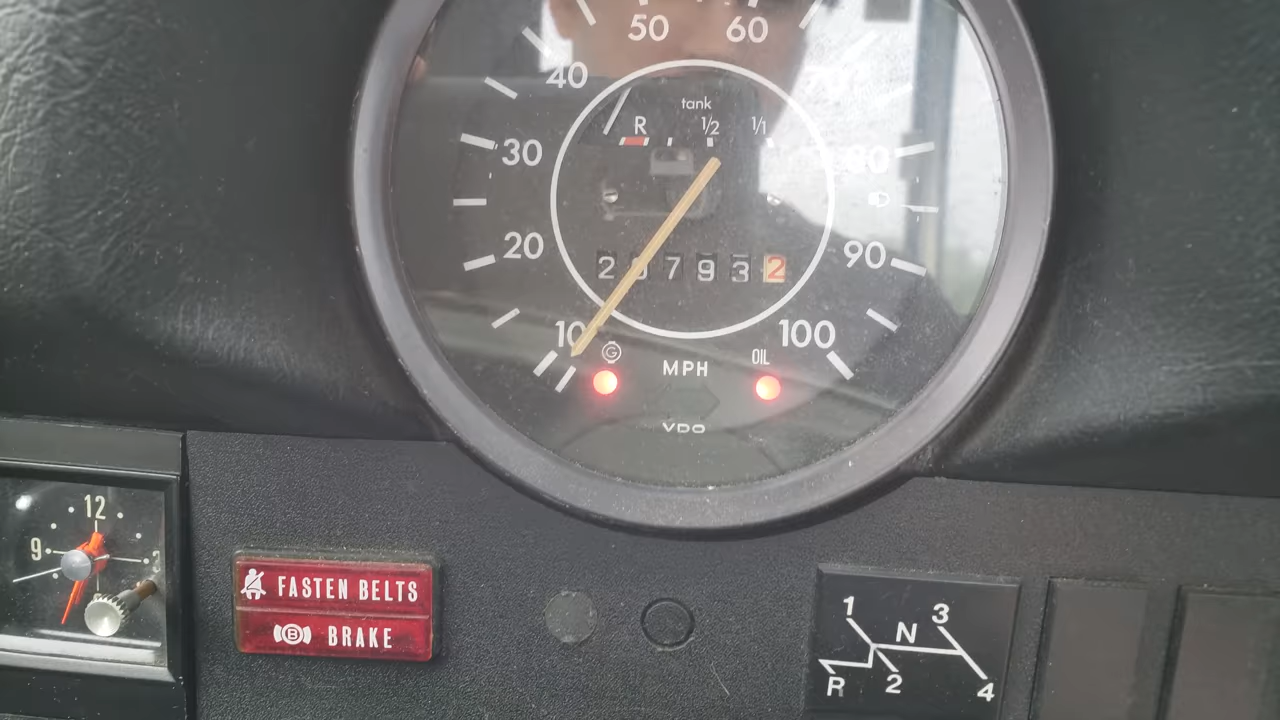 50 60
40
tank
R 1/2 1/1
30 80
20 90
2 7 9 3 2
10 100
G OIL
MPH
VDO
12
9 3
FASTEN BELTS
B BRAKE
1 N 3
R 2 4